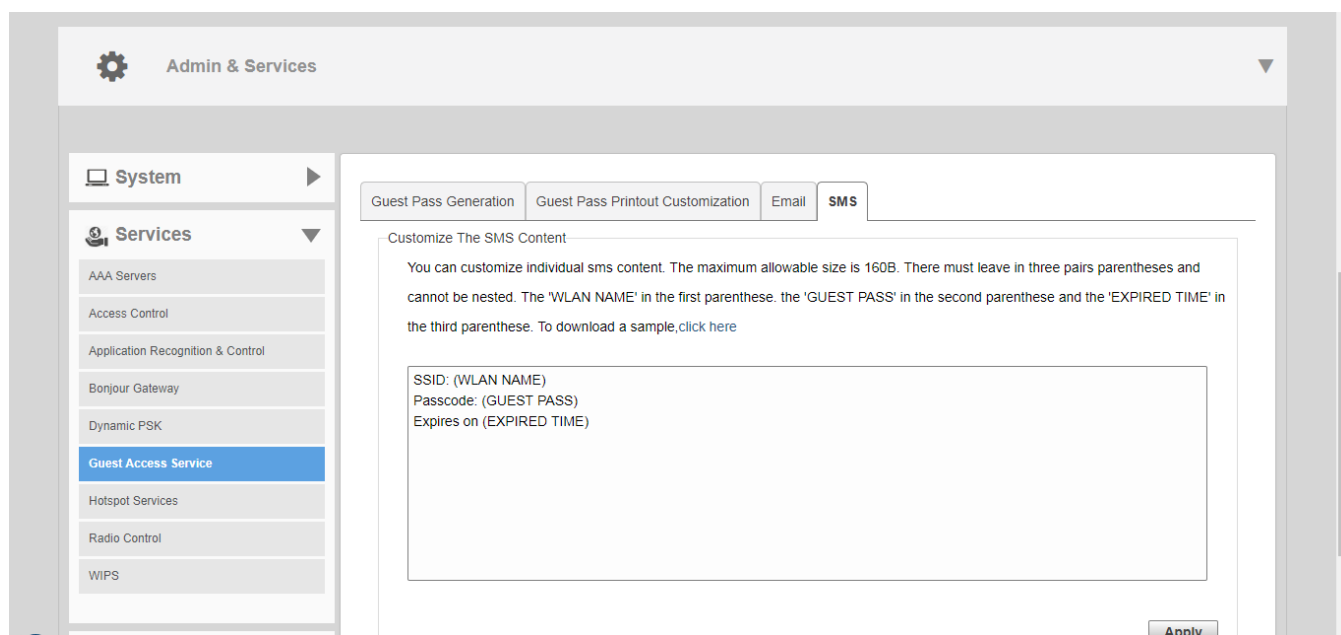 Admin & Services
System
Services
AAA Servers
Access Control
Application Recognition & Control
Bonjour Gateway
Dynamic PSK
Guest Access Service
Hotspot Services
Radio Control
WIPS
Guest Pass Generation
Guest Pass Printout Customization
Email
SMS
Customize The SMS Content
You can customize individual sms content. The maximum allowable size is 160B. There must leave in three pairs parentheses and
cannot be nested. The 'WLAN NAME' in the first parenthese. the 'GUEST PASS' in the second parenthese and the 'EXPIRED TIME' in
the third parenthese. To download a sample,click here
SSID: (WLAN NAME)
Passcode: (GUEST PASS)
Expires on (EXPIRED TIME)
Apply